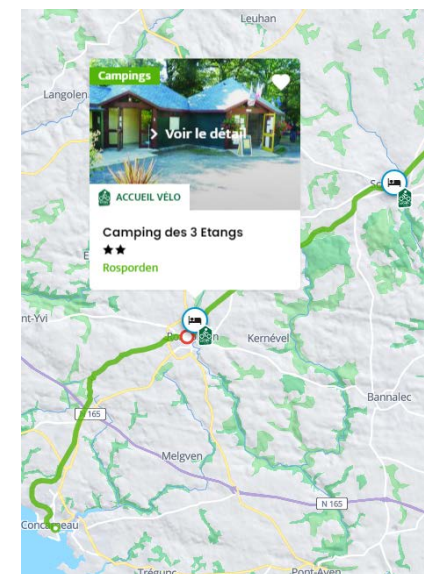 Leuhan
Campings
Langolen
Voir le détail
ACCUEIL VÉLO
Camping des 3 Etangs
Rosporden
Kernével
Bannalec
N 165
Melgven
N 165
Trégunc
Pont-Aven